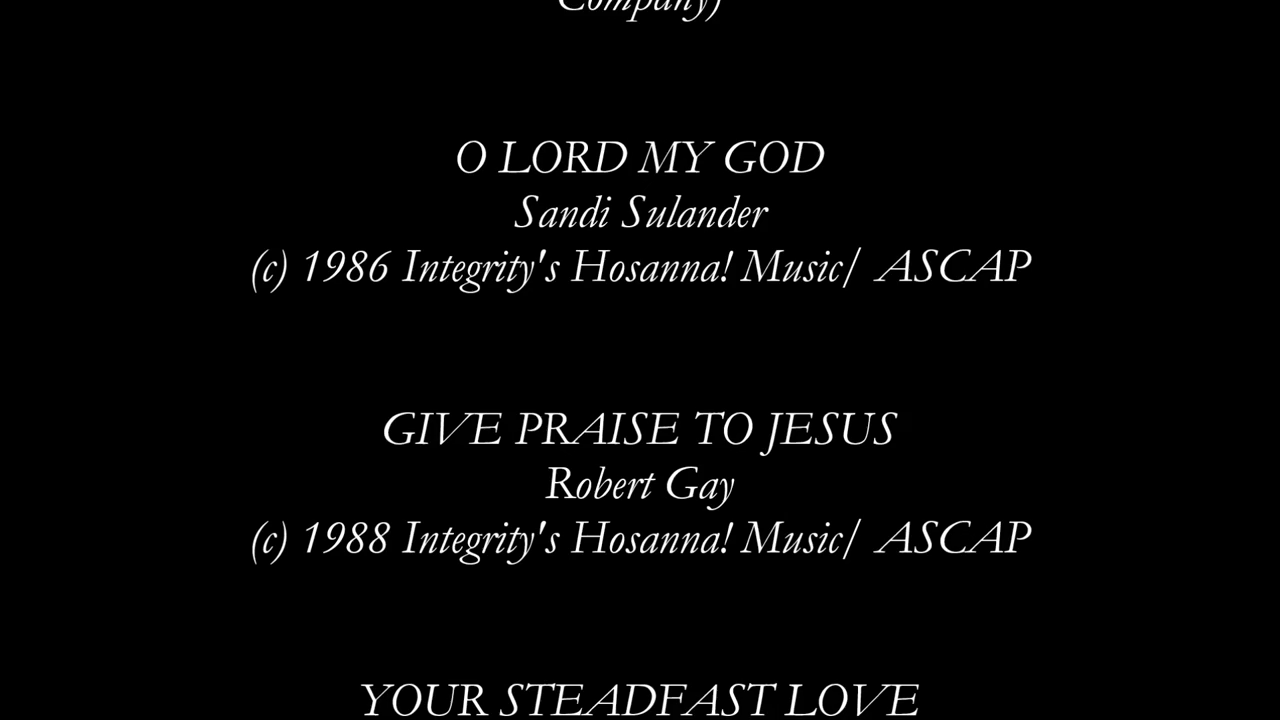 Company)
O LORD MY GOD
Sandi Sulander
(c) 1986 Integrity's Hosanna! Music/ ASCAP
GIVE PRAISE TO JESUS
Robert Gay
(c) 1988 Integrity's Hosanna! Music/ ASCAP
YOUR STEADFAST LOVE